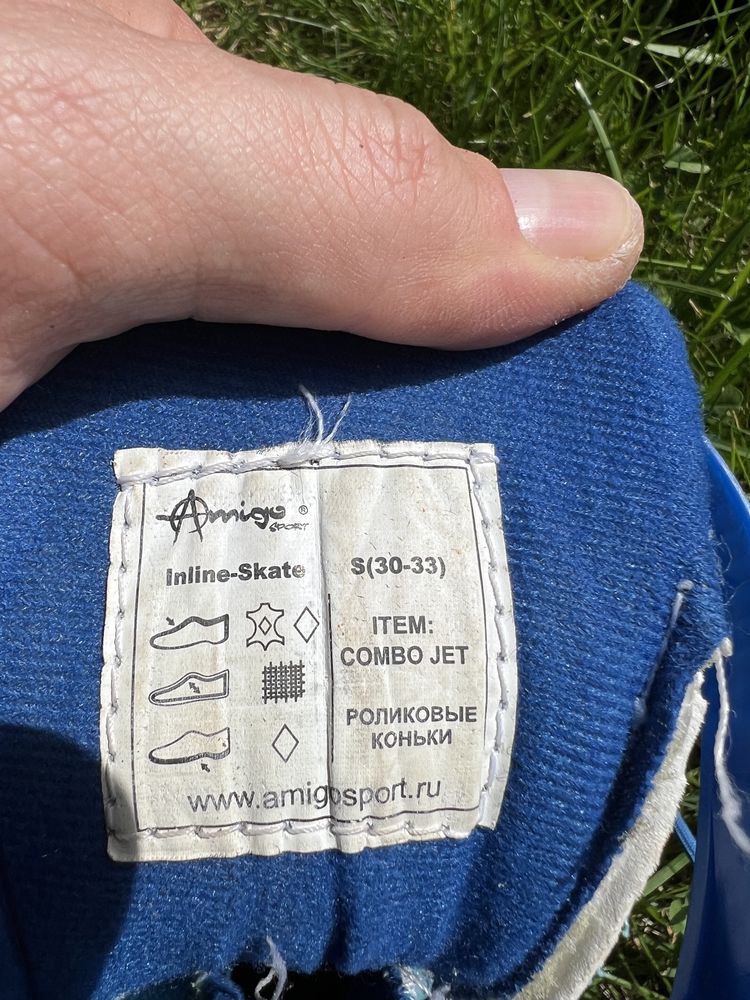 Amigo ®
SPORT
Inline-Skate
S(30-33)
ITEM:
COMBO JET
РОЛИКОВЫЕ
КОНЬКИ
www.amigosport.ru